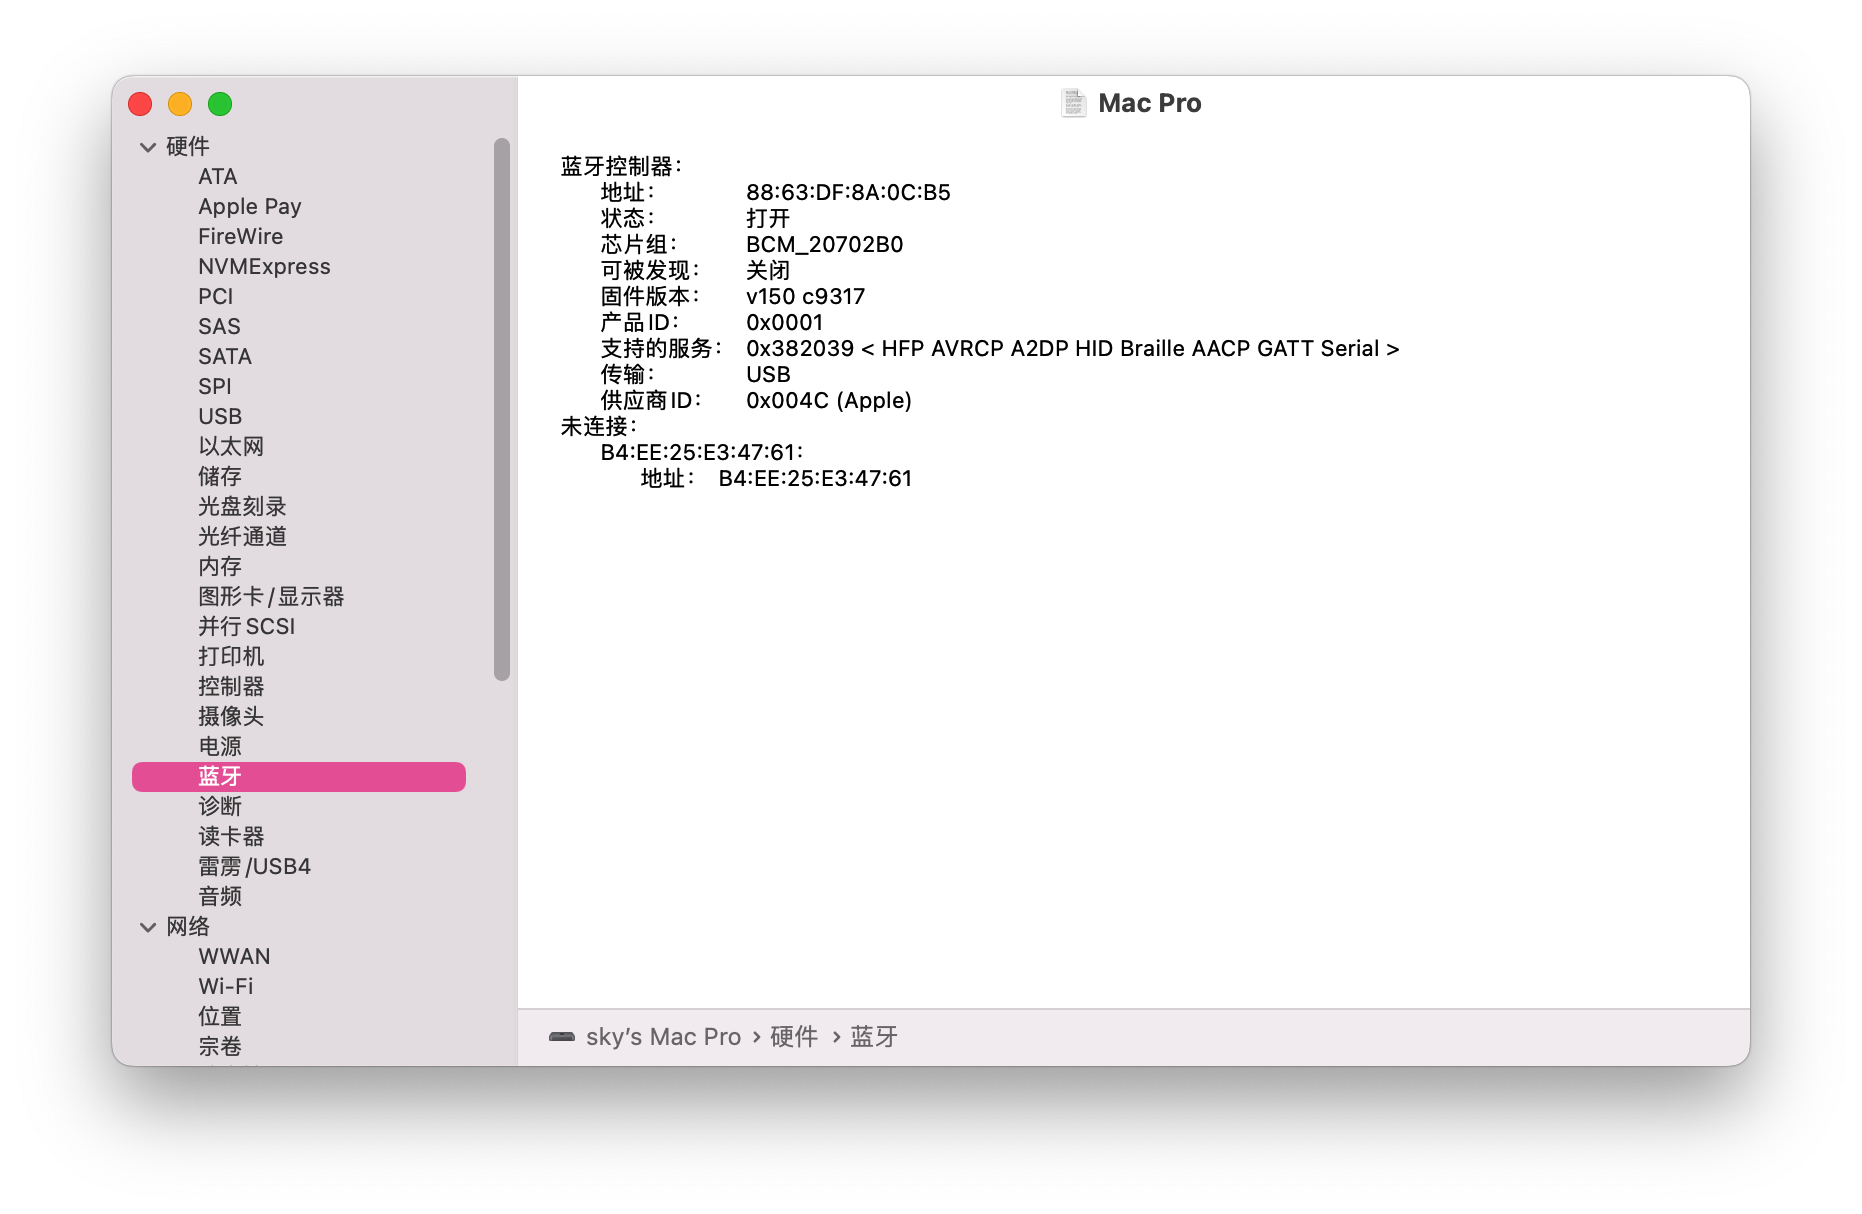 硬件
ATA
Apple Pay
FireWire
NVMExpress
PCI
SAS
SATA
SPI
USB
以太网
储存
光盘刻录
光纤通道
内存
图形卡/显示器
并行SCSI
打印机
控制器
摄像头
电源
蓝牙
诊断
读卡器
雷雳/USB4
音频
网络
WWAN
Wi-Fi
位置
宗卷
Mac Pro
蓝牙控制器：
地址： 88:63:DF:8A:0C:B5
状态： 打开
芯片组： BCM_20702B0
可被发现： 关闭
固件版本： v150 c9317
产品ID： 0x0001
支持的服务： 0x382039 < HFP AVRCP A2DP HID Braille AACP GATT Serial >
传输： USB
供应商ID： 0x004C (Apple)
未连接：
B4:EE:25:E3:47:61:
地址： B4:EE:25:E3:47:61
sky’s Mac Pro › 硬件 › 蓝牙